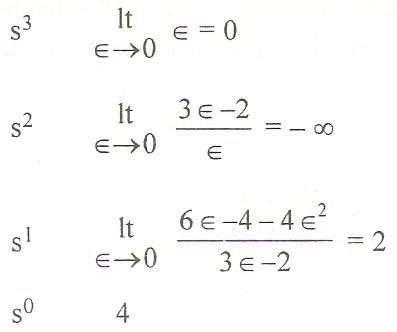 s³ lt ∈→0 ∈ = 0
s² lt ∈→0 (3∈−2)/∈ = − ∞
s¹ lt ∈→0 (6∈−4−4∈²)/(3∈−2) = 2
s⁰ 4